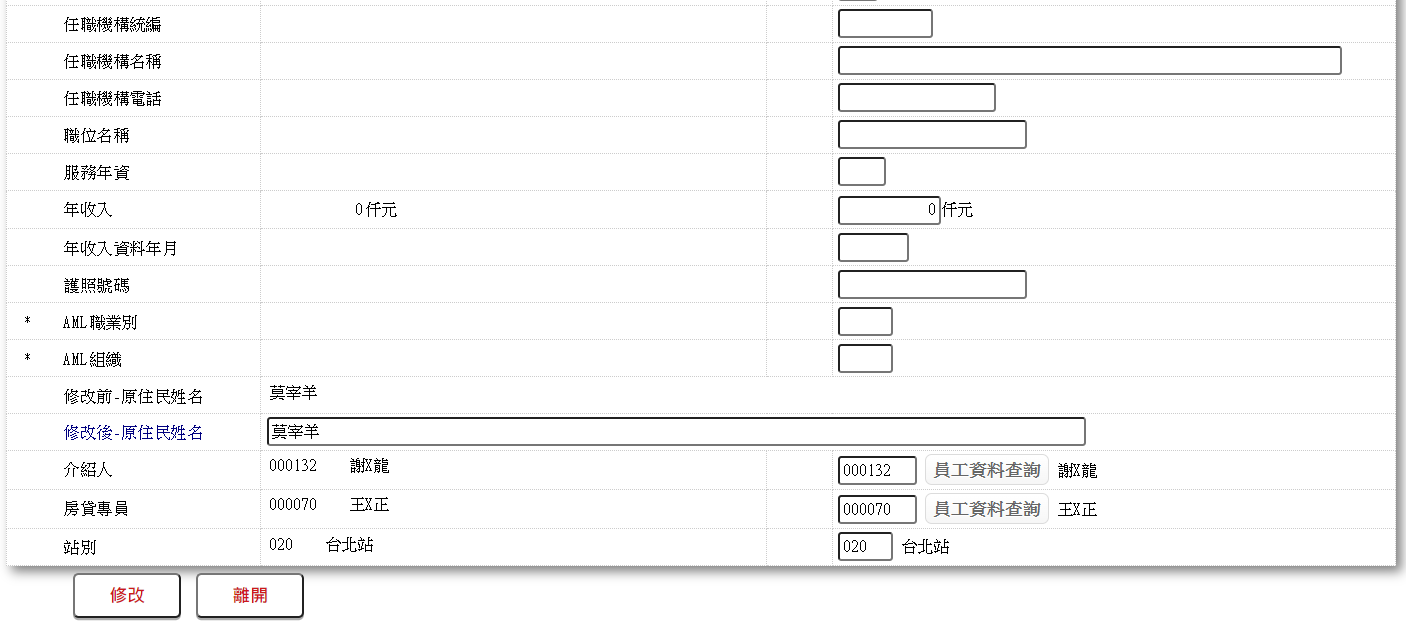 任職機構統編
任職機構名稱
任職機構電話
職位名稱
服務年資
年收入 0 仟元 0 仟元
年收入資料年月
護照號碼
* AML職業別
* AML組織
修改前-原住民姓名 莫宰羊
修改後-原住民姓名 莫宰羊
介紹人 000132 謝X龍 000132 員工資料查詢 謝X龍
房貸專員 000070 王X正 000070 員工資料查詢 王X正
站別 020 台北站 020 台北站
修改 離開